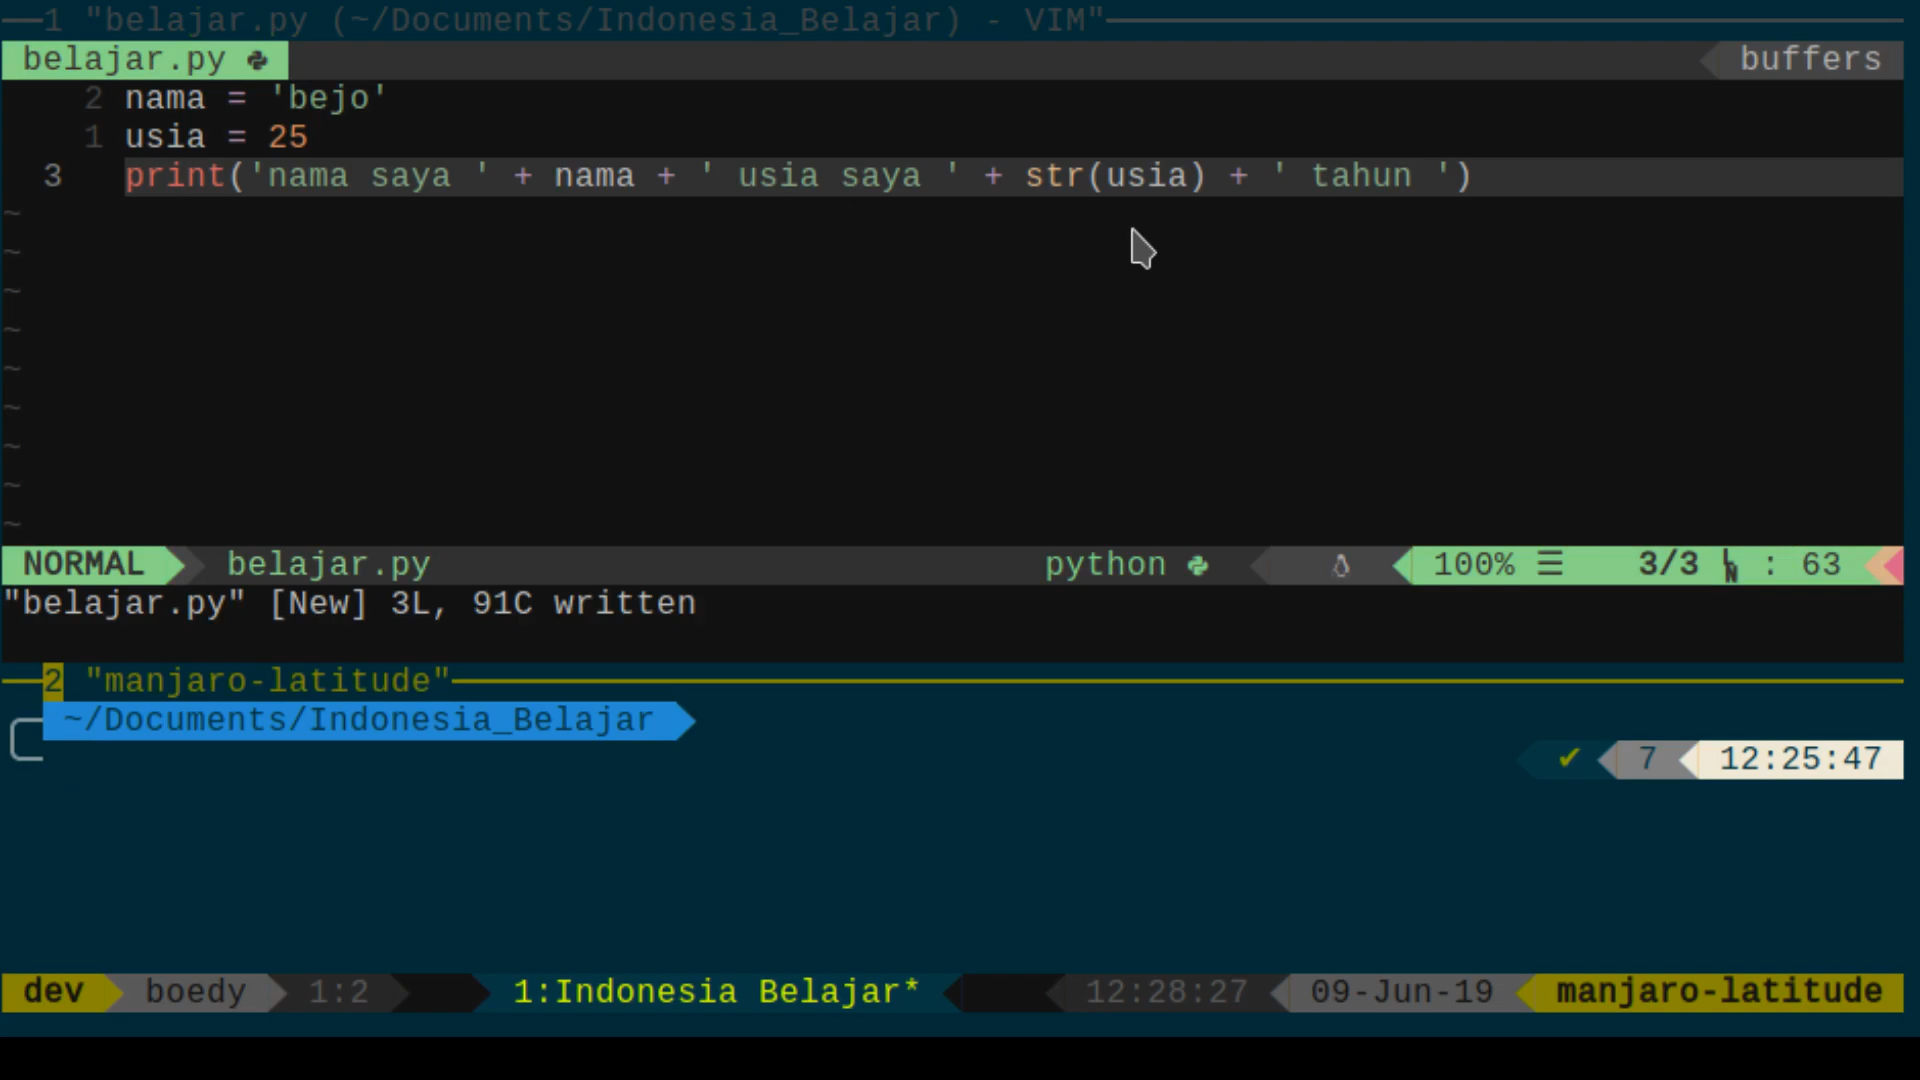 1 "belajar.py (~/Documents/Indonesia_Belajar) - VIM"
belajar.py buffers
2 nama = 'bejo'
1 usia = 25
3 print('nama saya ' + nama + ' usia saya ' + str(usia) + ' tahun ')
~
~
~
~
~
~
~
~
~
NORMAL belajar.py python 100% ☰ 3/3 : 63
"belajar.py" [New] 3L, 91C written
2 "manjaro-latitude"
~/Documents/Indonesia_Belajar
✔ 7 12:25:47
dev boedy 1:2 1:Indonesia Belajar* 12:28:27 09-Jun-19 manjaro-latitude